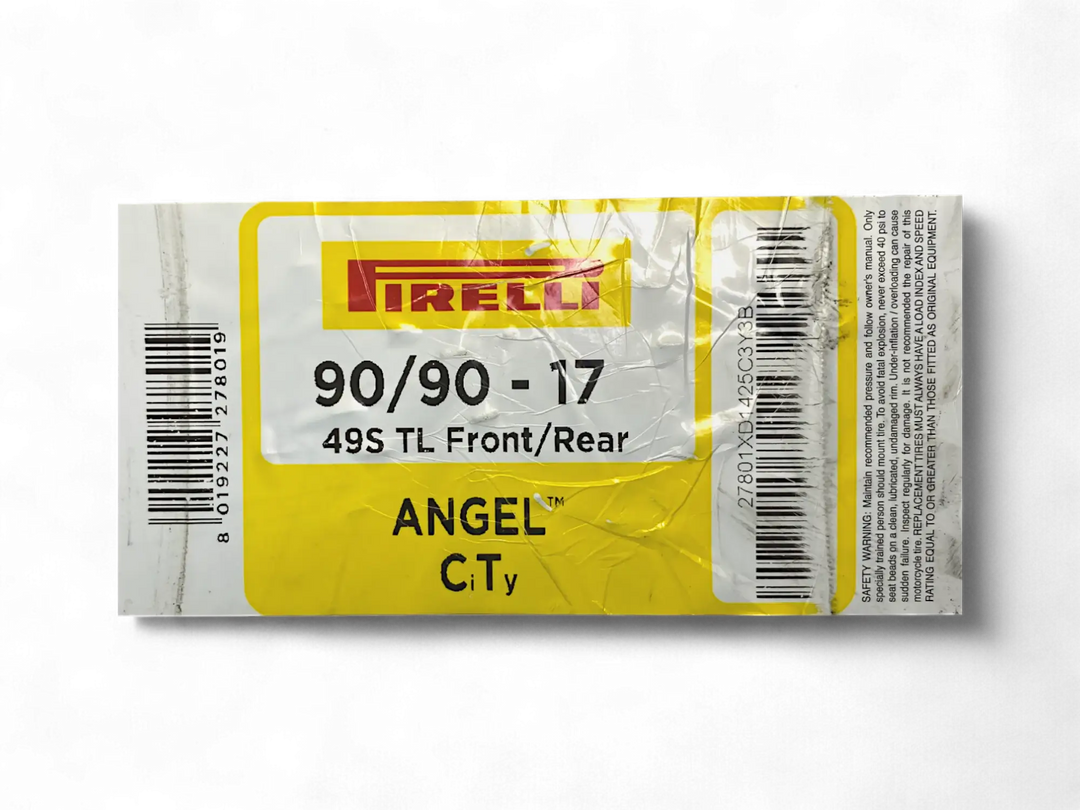 8 019227 278019
PIRELLI
90/90 - 17
49S TL Front/Rear
ANGEL™
CiTy
27801XD1425C3Y3B
SAFETY WARNING: Maintain recommended pressure and follow owner's manual. Only
specially trained person should mount tire. To avoid fatal explosion, never exceed 40 psi to
seat beads on a clean, lubricated, undamaged rim. Under-inflation / overloading can cause
sudden failure. Inspect regularly for damage. It is not recommended the repair of this
motorcycle tire. REPLACEMENT TIRES MUST ALWAYS HAVE A LOAD INDEX AND SPEED
RATING EQUAL TO OR GREATER THAN THOSE FITTED AS ORIGINAL EQUIPMENT.